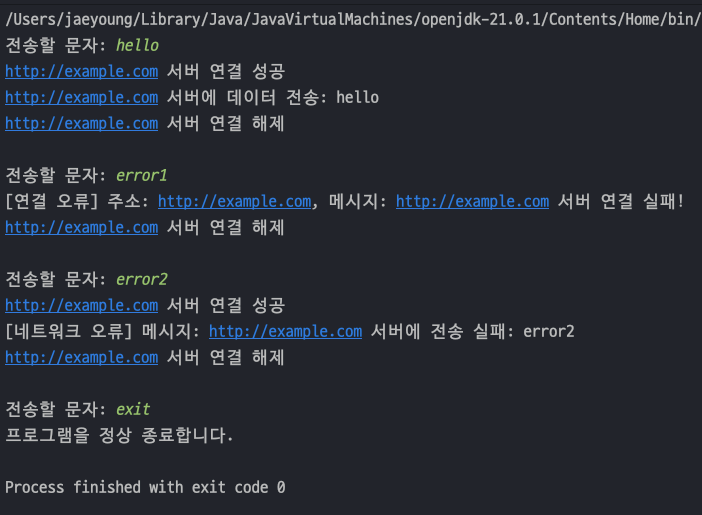 /Users/jaeyoung/Library/Java/JavaVirtualMachines/openjdk-21.0.1/Contents/Home/bin/
전송할 문자: hello
http://example.com 서버 연결 성공
http://example.com 서버에 데이터 전송: hello
http://example.com 서버 연결 해제
전송할 문자: error1
[연결 오류] 주소: http://example.com, 메시지: http://example.com 서버 연결 실패!
http://example.com 서버 연결 해제
전송할 문자: error2
http://example.com 서버 연결 성공
[네트워크 오류] 메시지: http://example.com 서버에 전송 실패: error2
http://example.com 서버 연결 해제
전송할 문자: exit
프로그램을 정상 종료합니다.
Process finished with exit code 0